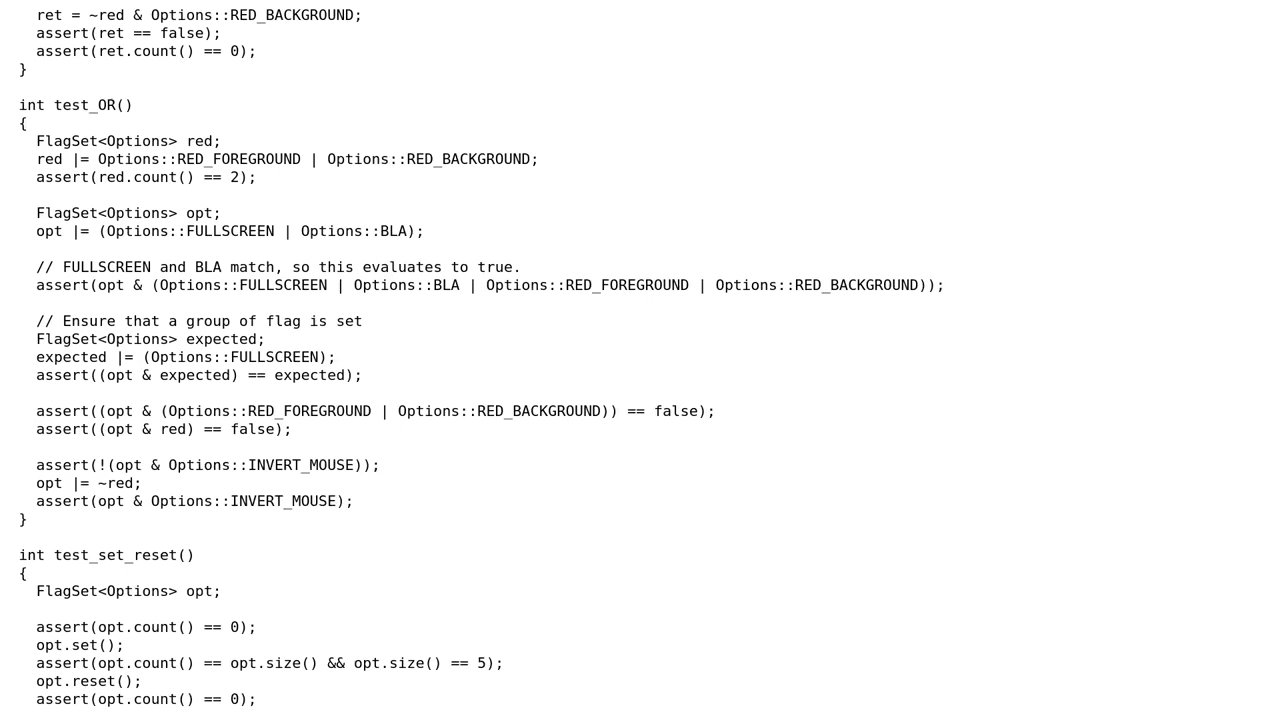 ret = ~red & Options::RED_BACKGROUND;
  assert(ret == false);
  assert(ret.count() == 0);
}

int test_OR()
{
  FlagSet<Options> red;
  red |= Options::RED_FOREGROUND | Options::RED_BACKGROUND;
  assert(red.count() == 2);

  FlagSet<Options> opt;
  opt |= (Options::FULLSCREEN | Options::BLA);

  // FULLSCREEN and BLA match, so this evaluates to true.
  assert(opt & (Options::FULLSCREEN | Options::BLA | Options::RED_FOREGROUND | Options::RED_BACKGROUND));

  // Ensure that a group of flag is set
  FlagSet<Options> expected;
  expected |= (Options::FULLSCREEN);
  assert((opt & expected) == expected);

  assert((opt & (Options::RED_FOREGROUND | Options::RED_BACKGROUND)) == false);
  assert((opt & red) == false);

  assert(!(opt & Options::INVERT_MOUSE));
  opt |= ~red;
  assert(opt & Options::INVERT_MOUSE);
}

int test_set_reset()
{
  FlagSet<Options> opt;

  assert(opt.count() == 0);
  opt.set();
  assert(opt.count() == opt.size() && opt.size() == 5);
  opt.reset();
  assert(opt.count() == 0);